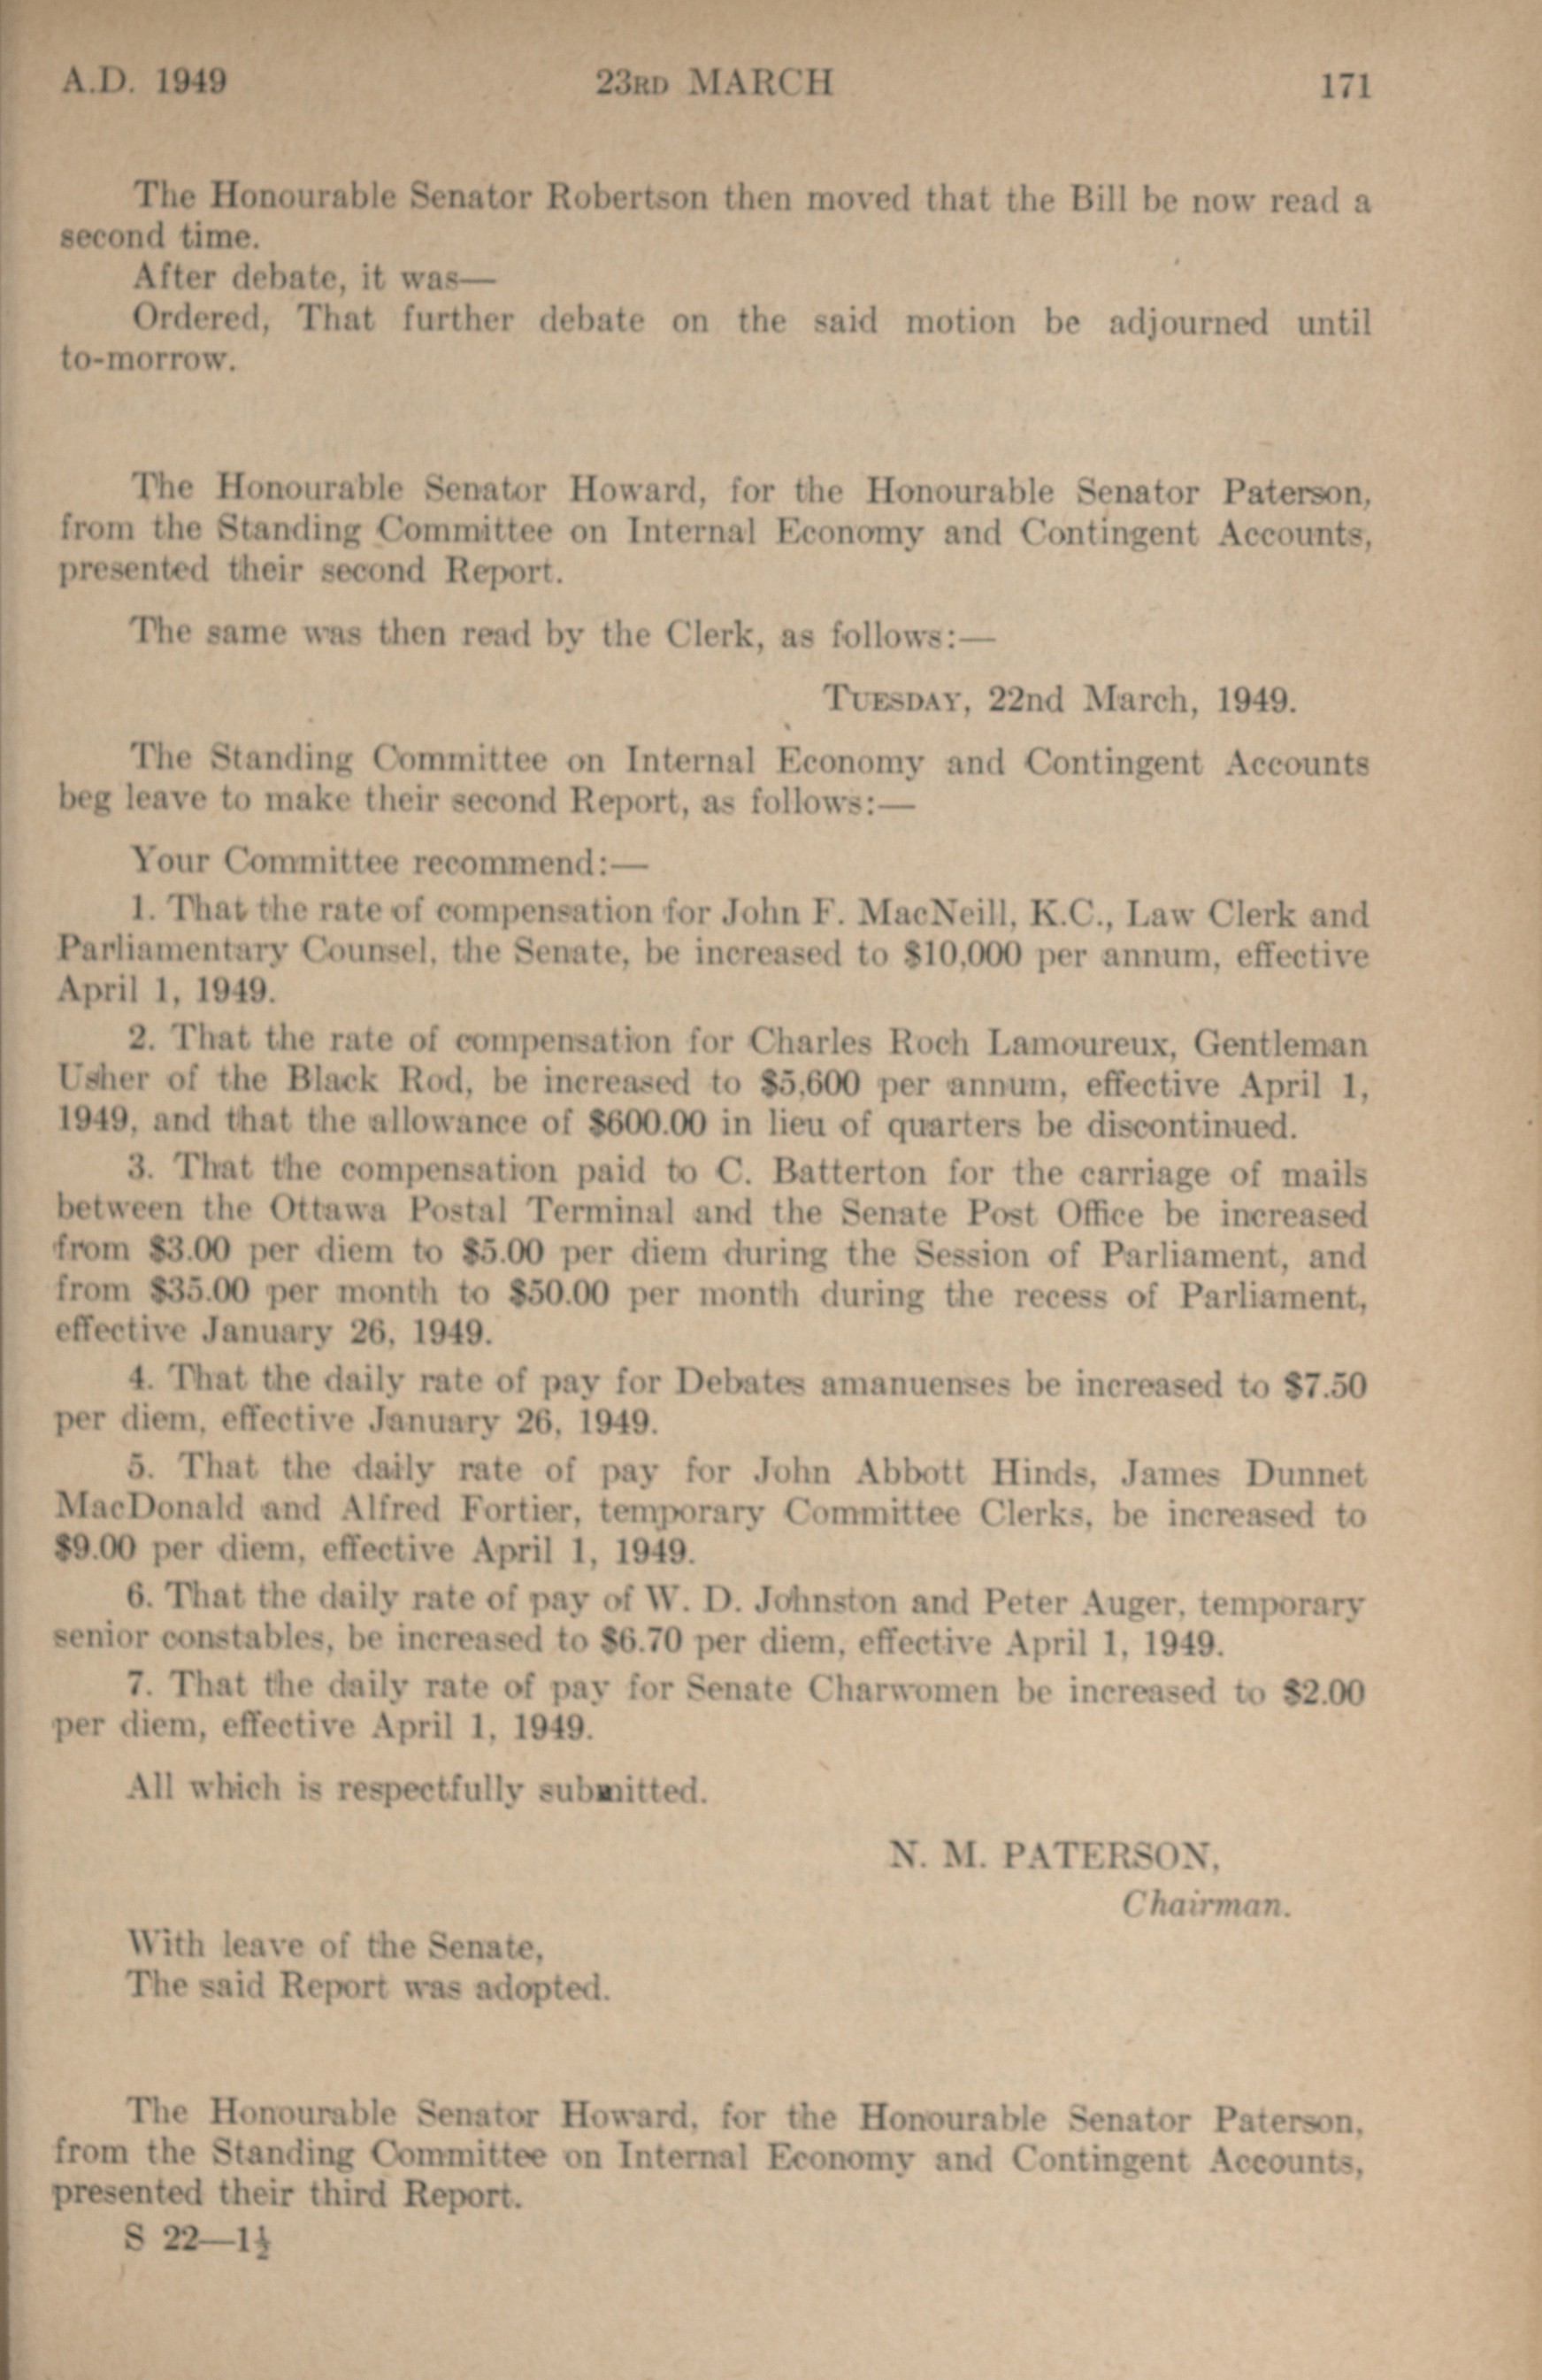 A.D. 1949 23RD MARCH 171
The Honourable Senator Robertson then moved that the Bill be now read a
second time.
After debate, it was—
Ordered, That further debate on the said motion be adjourned until
to-morrow.
The Honourable Senator Howard, for the Honourable Senator Paterson,
from the Standing Committee on Internal Economy and Contingent Accounts,
presented their second Report.
The same was then read by the Clerk, as follows:—
TUESDAY, 22nd March, 1949.
The Standing Committee on Internal Economy and Contingent Accounts
beg leave to make their second Report, as follows:—
Your Committee recommend:—
1. That the rate of compensation for John F. MacNeill, K.C., Law Clerk and
Parliamentary Counsel, the Senate, be increased to $10,000 per annum, effective
April 1, 1949.
2. That the rate of compensation for Charles Roch Lamoureux, Gentleman
Usher of the Black Rod, be increased to $5,600 per annum, effective April 1,
1949, and that the allowance of $600.00 in lieu of quarters be discontinued.
3. That the compensation paid to C. Batterton for the carriage of mails
between the Ottawa Postal Terminal and the Senate Post Office be increased
from $3.00 per diem to $5.00 per diem during the Session of Parliament, and
from $35.00 per month to $50.00 per month during the recess of Parliament,
effective January 26, 1949.
4. That the daily rate of pay for Debates amanuenses be increased to $7.50
per diem, effective January 26, 1949.
5. That the daily rate of pay for John Abbott Hinds, James Dunnet
MacDonald and Alfred Fortier, temporary Committee Clerks, be increased to
$9.00 per diem, effective April 1, 1949.
6. That the daily rate of pay of W. D. Johnston and Peter Auger, temporary
senior constables, be increased to $6.70 per diem, effective April 1, 1949.
7. That the daily rate of pay for Senate Charwomen be increased to $2.00
per diem, effective April 1, 1949.
All which is respectfully submitted.
N. M. PATERSON,
Chairman.
With leave of the Senate,
The said Report was adopted.
The Honourable Senator Howard, for the Honourable Senator Paterson,
from the Standing Committee on Internal Economy and Contingent Accounts,
presented their third Report.
S 22—1½